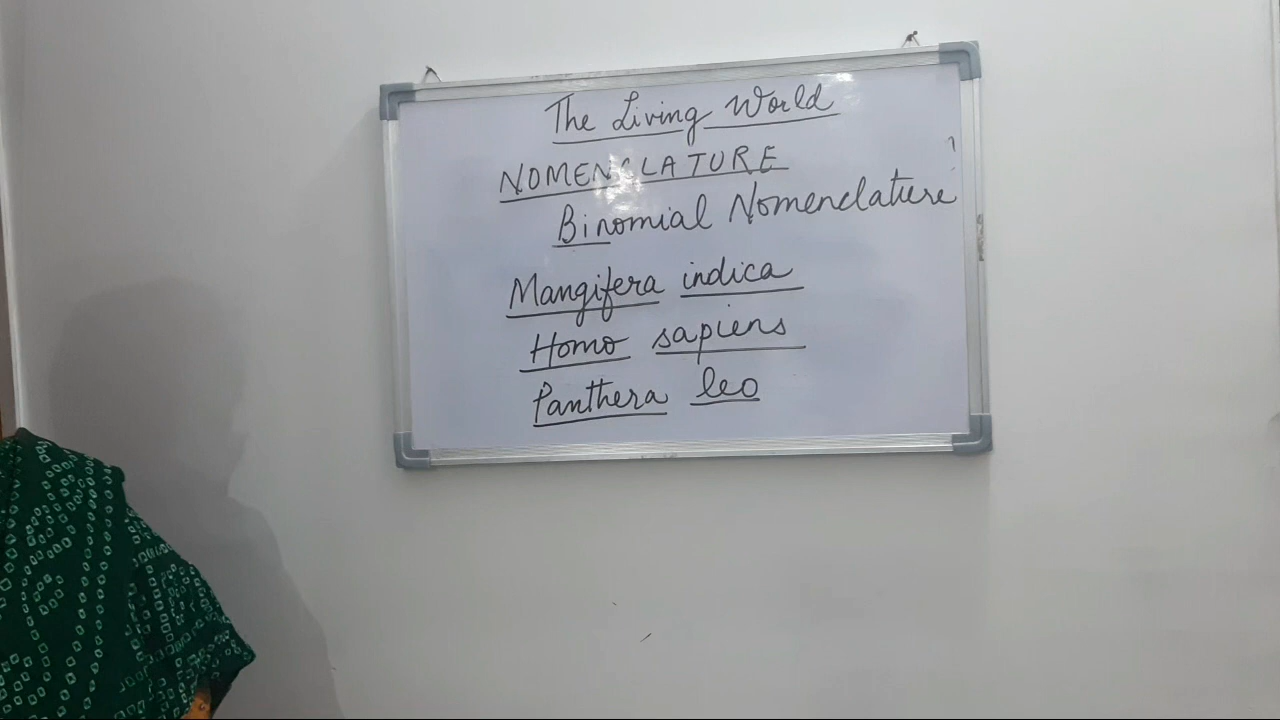 The Living World
NOMENCLATURE
Binomial Nomenclature
Mangifera indica
Homo sapiens
Panthera leo